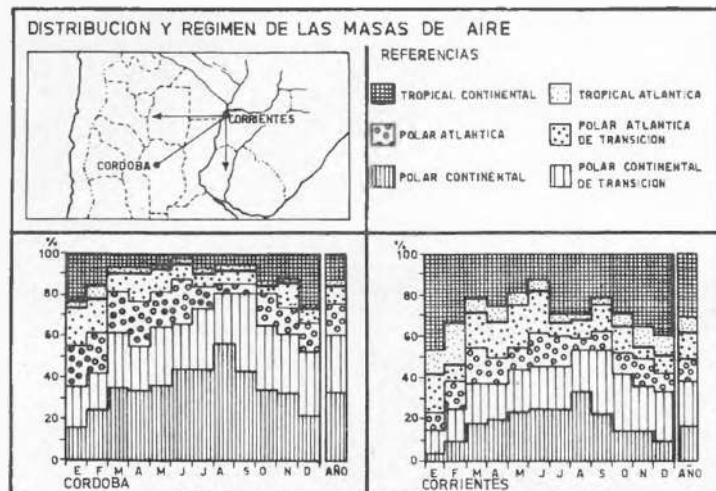 DISTRIBUCION Y REGIMEN DE LAS MASAS DE AIRE
CORRIENTES
CORDOBA
REFERENCIAS
TROPICAL CONTINENTAL
TROPICAL ATLANTICA
POLAR ATLANTICA
POLAR ATLANTICA
DE TRANSICION
POLAR CONTINENTAL
POLAR CONTINENTAL
DE TRANSICION
%
100
80
60
40
20
0
E F M A M J J A S O N D AÑO
CORDOBA
%
100
80
60
40
20
0
E F M A M J J A S O N D AÑO
CORRIENTES